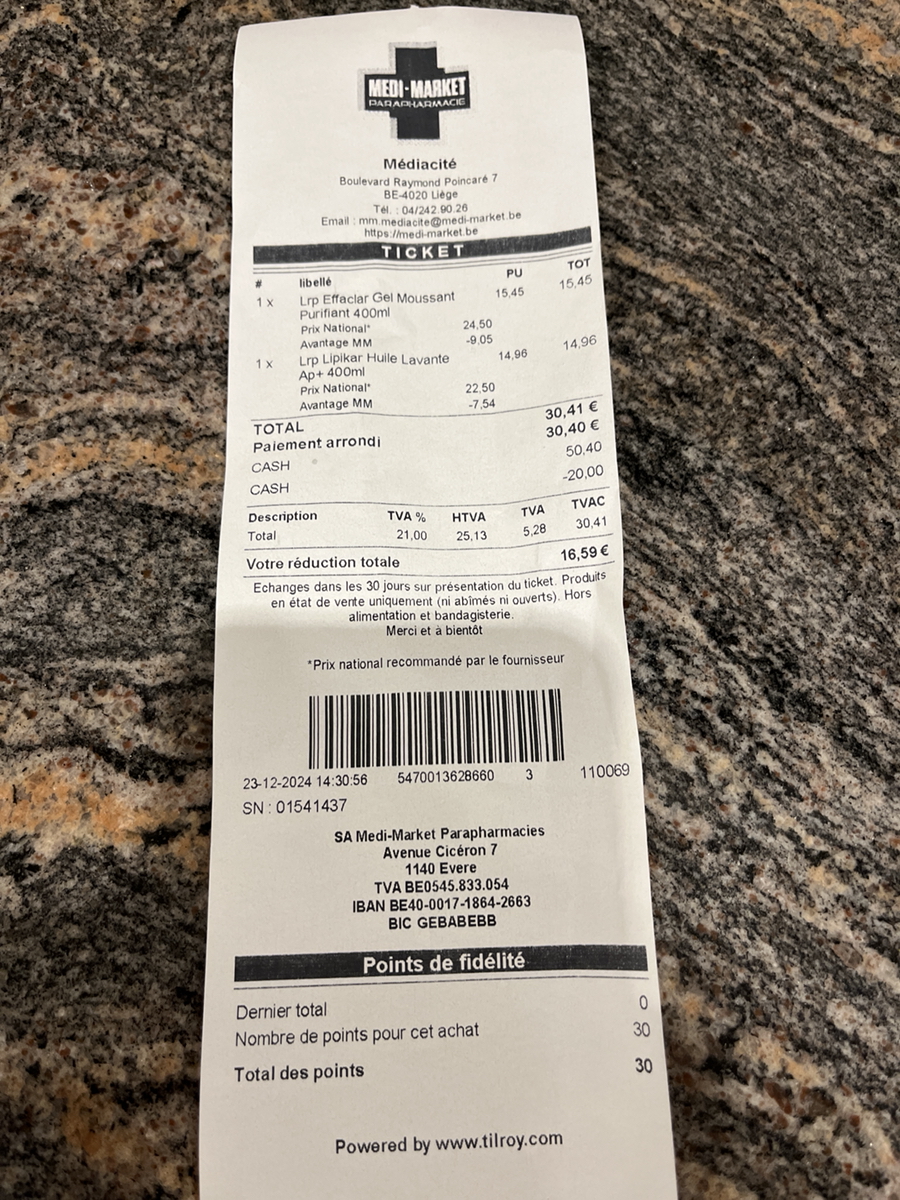 MEDI-MARKET
PARAPHARMACIE
Médiacité
Boulevard Raymond Poincaré 7
BE-4020 Liège
Tél. : 04/242.90.26
Email : mm.mediacite@medi-market.be
https://medi-market.be
TICKET
# libellé PU TOT
1 x Lrp Effaclar Gel Moussant 15,45 15,45
Purifiant 400ml
Prix National* 24,50
Avantage MM -9,05
1 x Lrp Lipikar Huile Lavante 14,96 14,96
Ap+ 400ml
Prix National* 22,50
Avantage MM -7,54
TOTAL 30,41 €
Paiement arrondi 30,40 €
CASH 50,40
CASH -20,00
Description TVA % HTVA TVA TVAC
Total 21,00 25,13 5,28 30,41
Votre réduction totale 16,59 €
Echanges dans les 30 jours sur présentation du ticket. Produits
en état de vente uniquement (ni abîmés ni ouverts). Hors
alimentation et bandagisterie.
Merci et à bientôt
*Prix national recommandé par le fournisseur
23-12-2024 14:30:56 5470013628660 3 110069
SN : 01541437
SA Medi-Market Parapharmacies
Avenue Cicéron 7
1140 Evere
TVA BE0545.833.054
IBAN BE40-0017-1864-2663
BIC GEBABEBB
Points de fidélité
Dernier total 0
Nombre de points pour cet achat 30
Total des points 30
Powered by www.tilroy.com